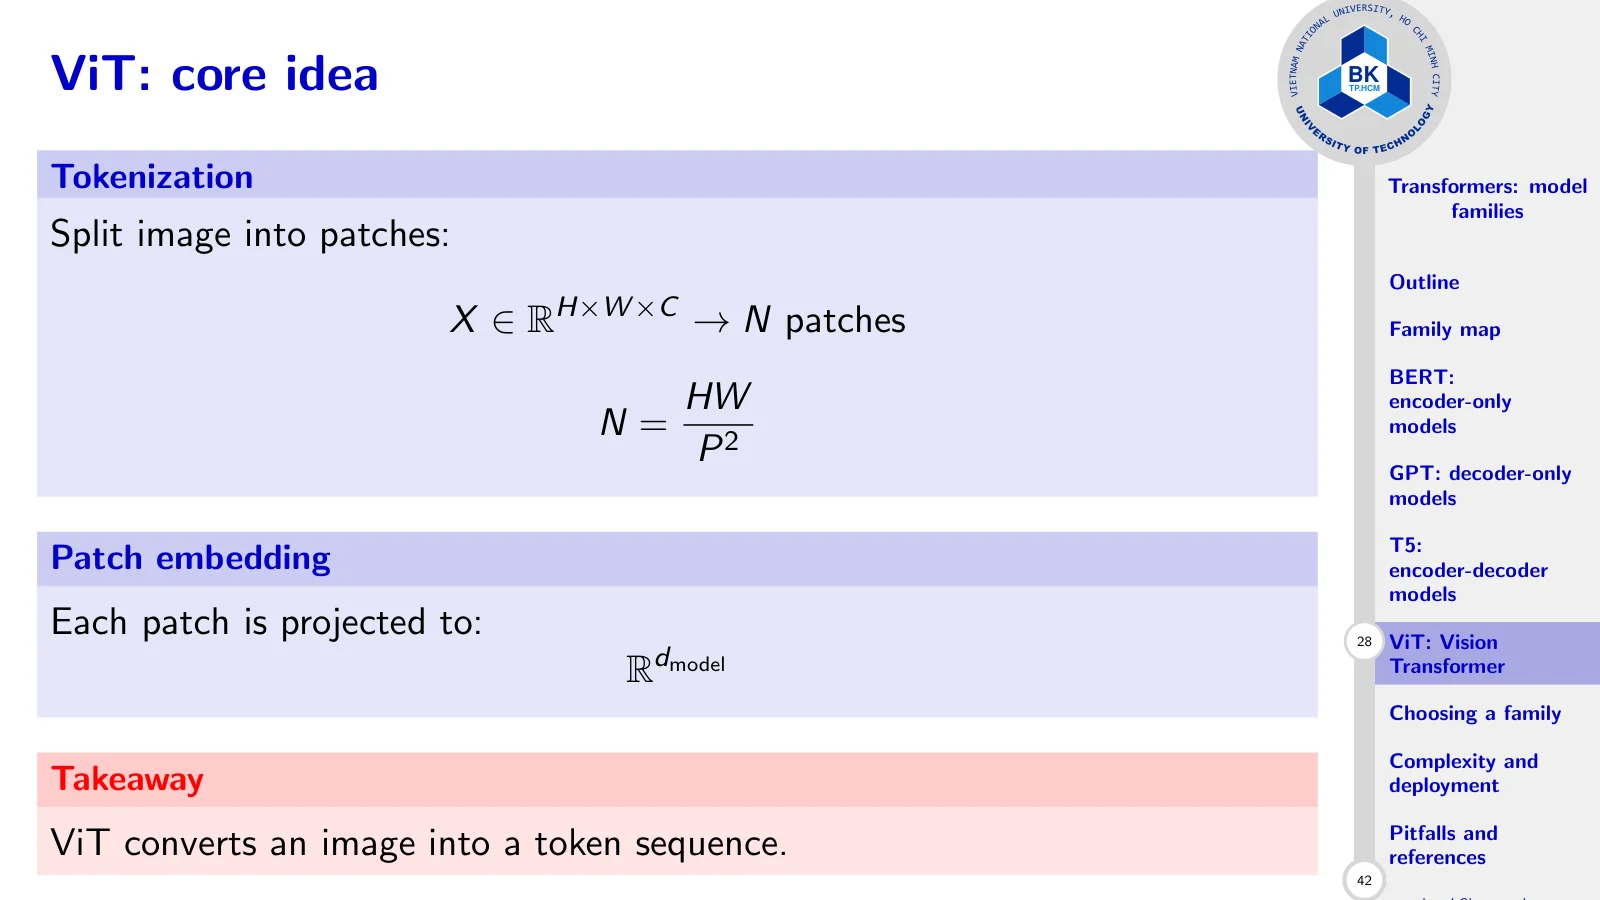 ViT: core idea
Tokenization
Split image into patches:
X ∈ ℝ^{H×W×C} → N patches
N = \frac{HW}{P^2}
Patch embedding
Each patch is projected to:
ℝ^{d_{model}}
Takeaway
ViT converts an image into a token sequence.
VIETNAM NATIONAL UNIVERSITY, HO CHI MINH CITY
BK
TP.HCM
UNIVERSITY OF TECHNOLOGY
Transformers: model
families
Outline
Family map
BERT:
encoder-only
models
GPT: decoder-only
models
T5:
encoder-decoder
models
28
ViT: Vision
Transformer
Choosing a family
Complexity and
deployment
Pitfalls and
references
42